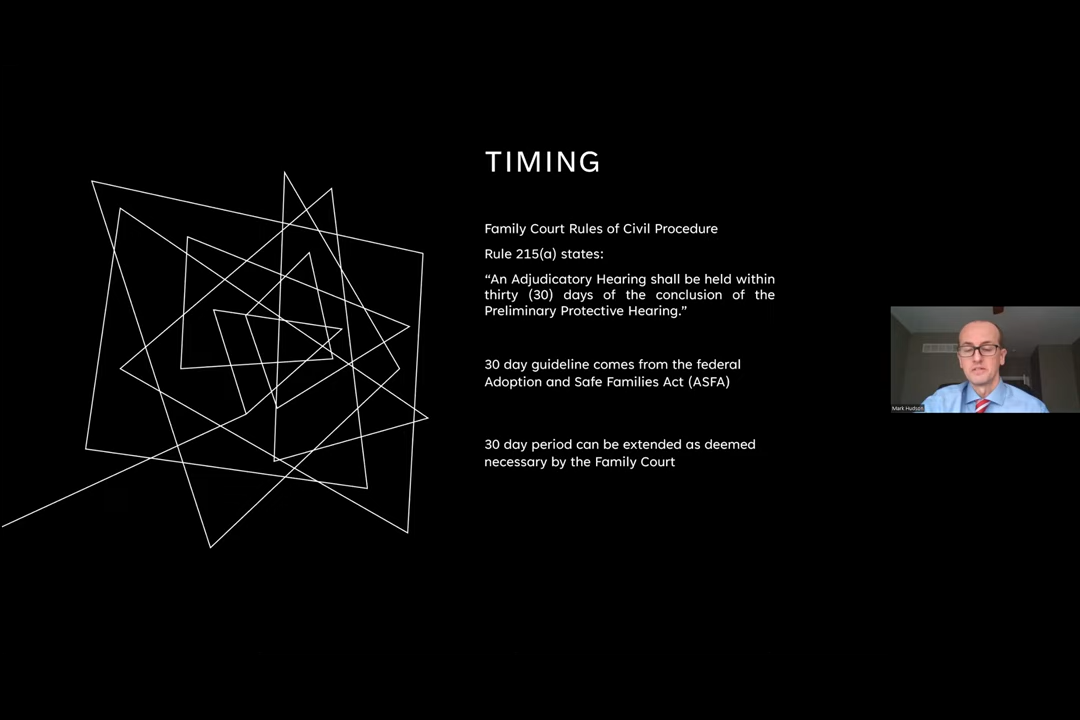 TIMING
Family Court Rules of Civil Procedure
Rule 215(a) states:
“An Adjudicatory Hearing shall be held within
thirty (30) days of the conclusion of the
Preliminary Protective Hearing.”
30 day guideline comes from the federal
Adoption and Safe Families Act (ASFA)
30 day period can be extended as deemed
necessary by the Family Court
Mark Hudson